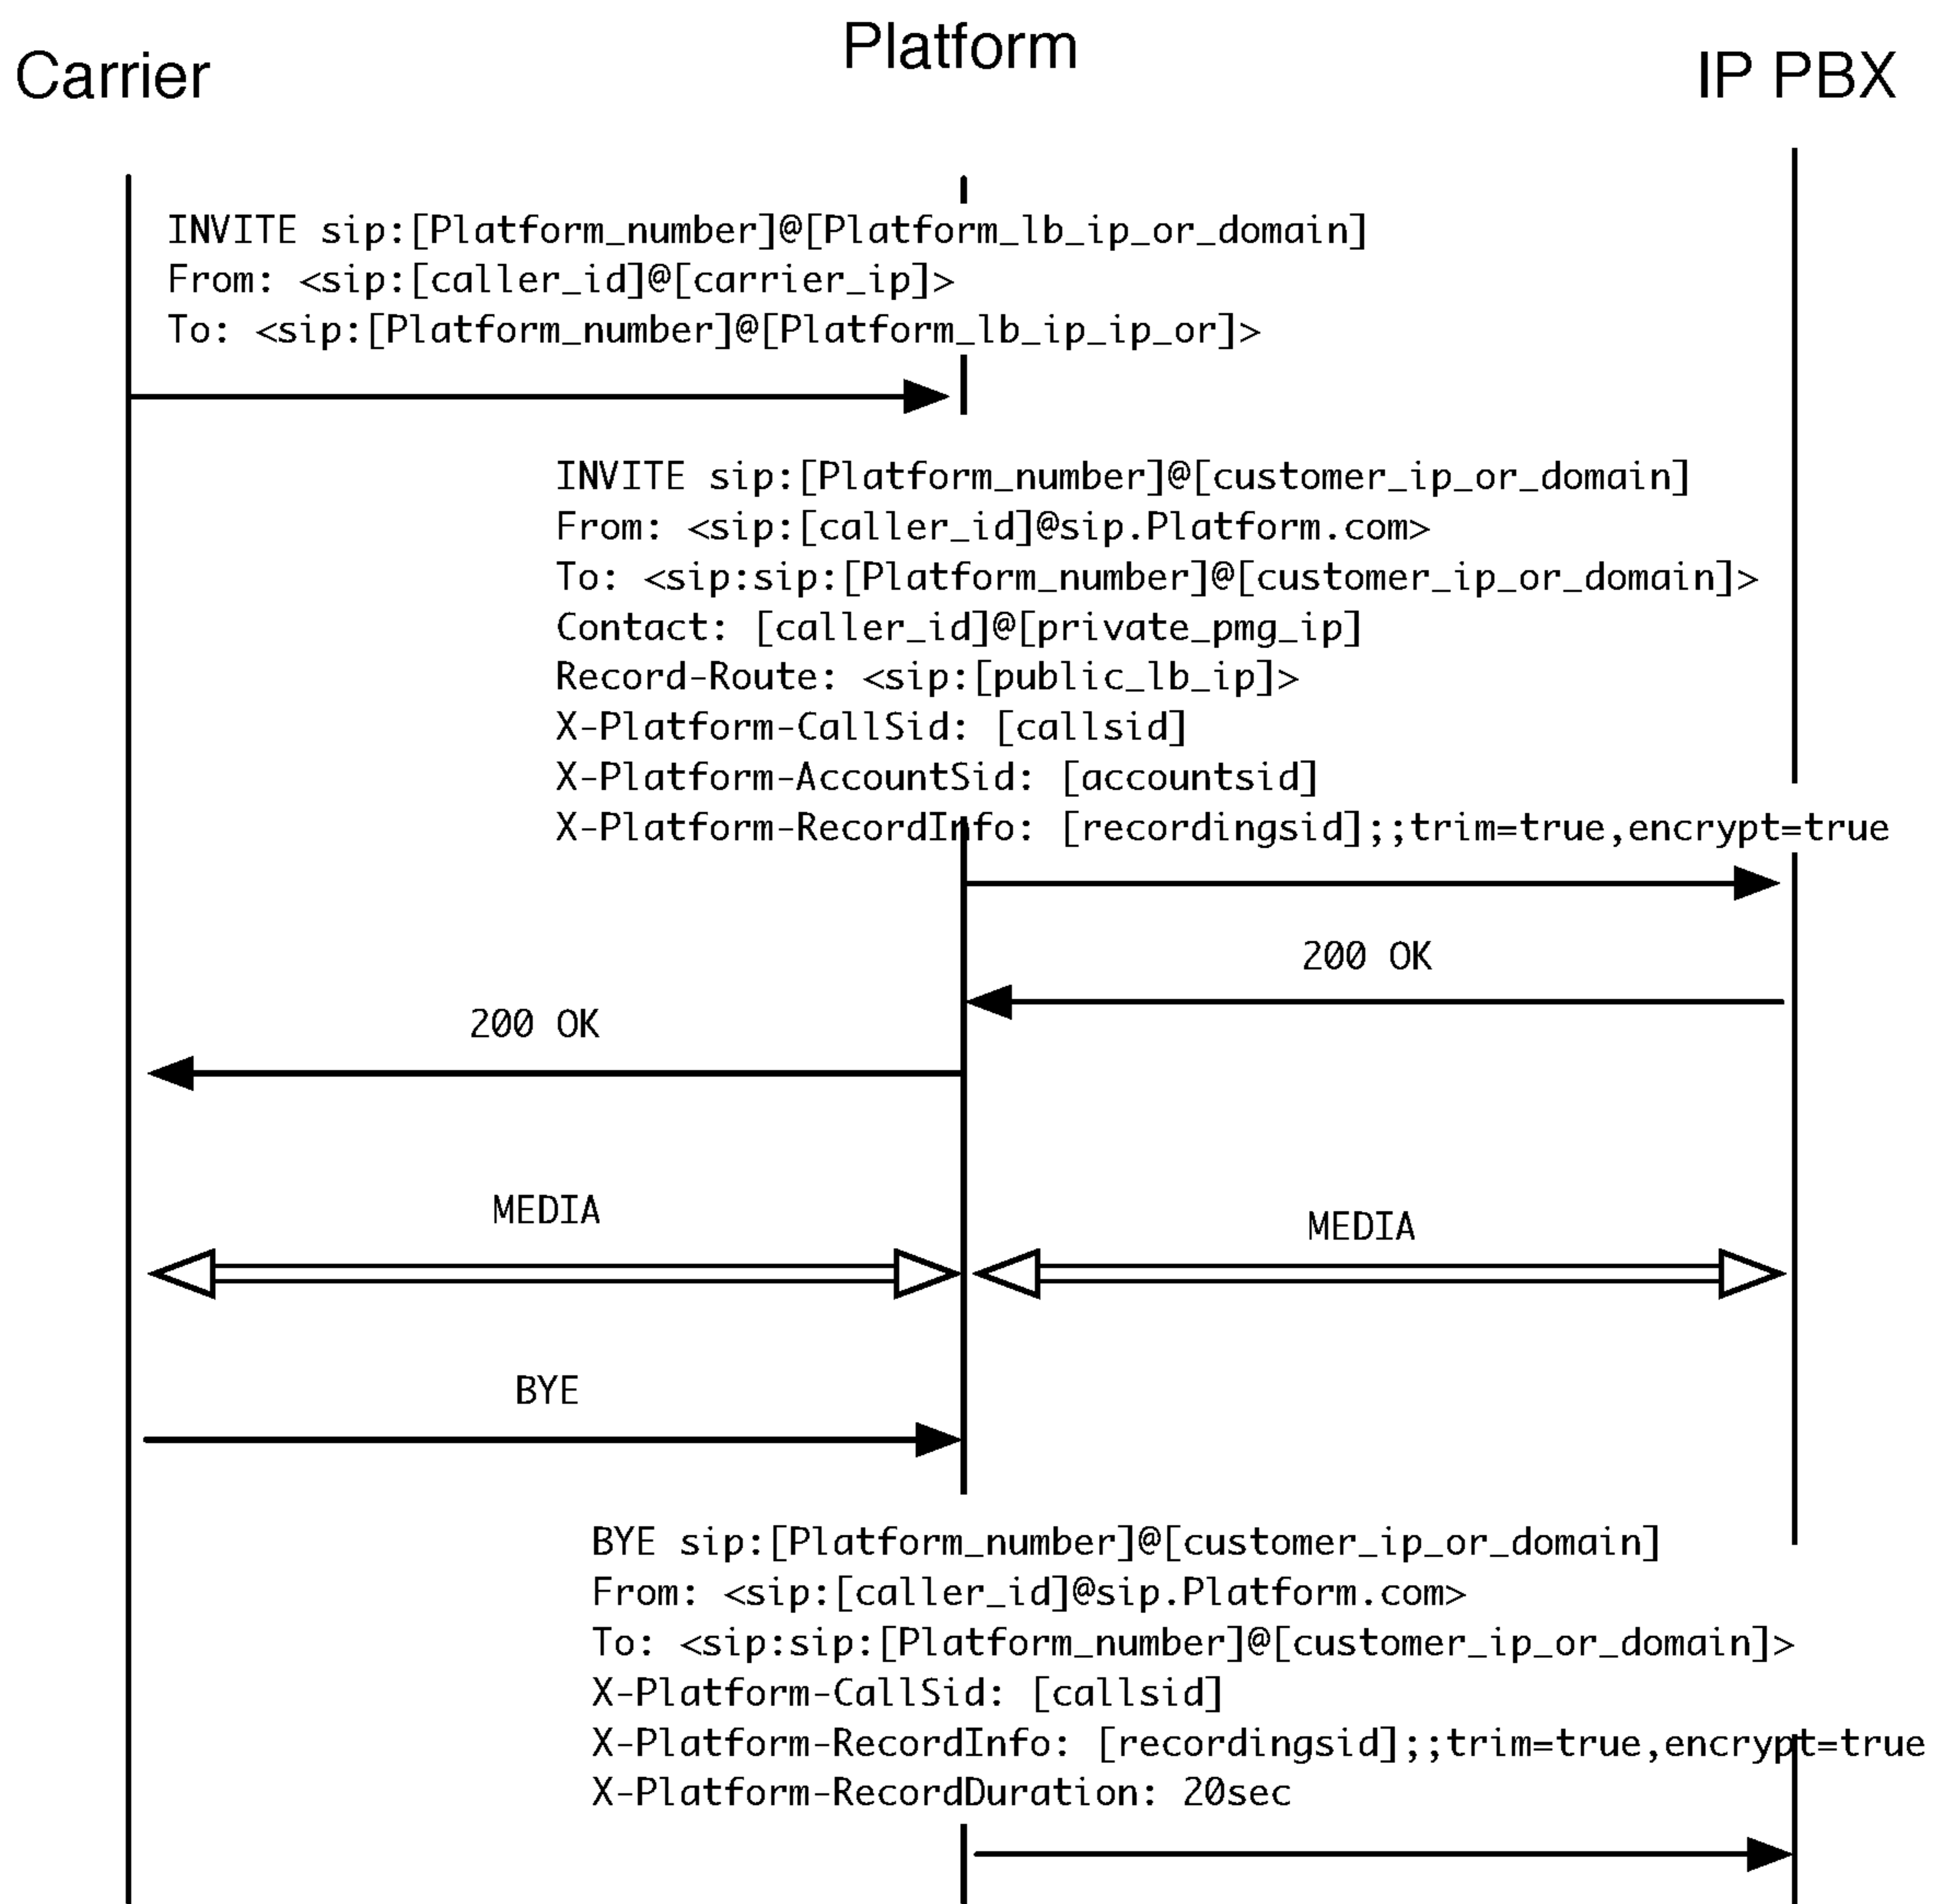 Carrier
Platform
IP PBX
INVITE sip:[Platform_number]@[Platform_lb_ip_or_domain]
From: <sip:[caller_id]@[carrier_ip]>
To: <sip:[Platform_number]@[Platform_lb_ip_ip_or]>
INVITE sip:[Platform_number]@[customer_ip_or_domain]
From: <sip:[caller_id]@sip.Platform.com>
To: <sip:sip:[Platform_number]@[customer_ip_or_domain]>
Contact: [caller_id]@[private_pmg_ip]
Record-Route: <sip:[public_lb_ip]>
X-Platform-CallSid: [callsid]
X-Platform-AccountSid: [accountsid]
X-Platform-RecordInfo: [recordingsid];;trim=true,encrypt=true
200 OK
200 OK
MEDIA
MEDIA
BYE
BYE sip:[Platform_number]@[customer_ip_or_domain]
From: <sip:[caller_id]@sip.Platform.com>
To: <sip:sip:[Platform_number]@[customer_ip_or_domain]>
X-Platform-CallSid: [callsid]
X-Platform-RecordInfo: [recordingsid];;trim=true,encrypt=true
X-Platform-RecordDuration: 20sec